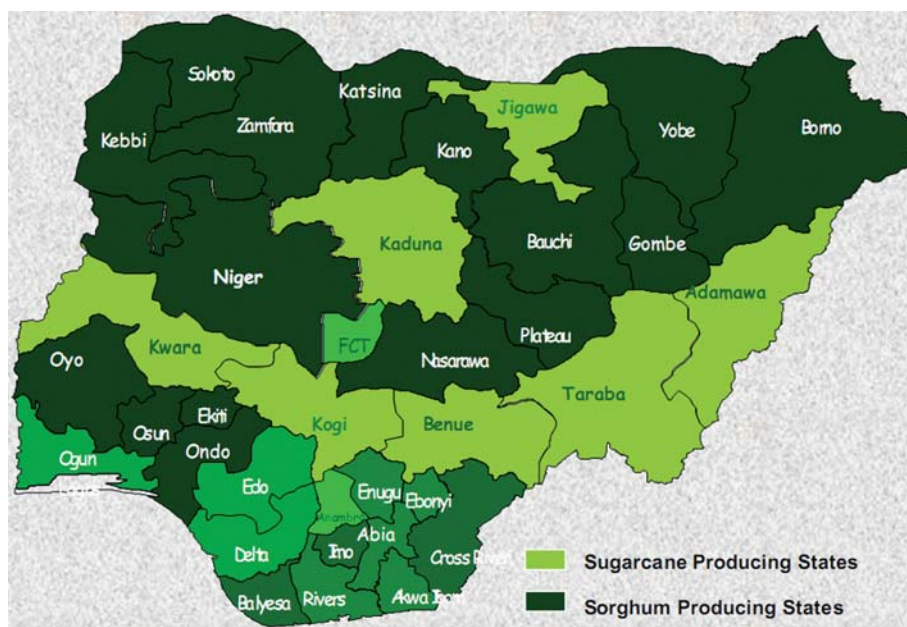 Sokoto
Katsina
Jigawa
Kebbi
Zamfara
Kano
Yobe
Borno
Kaduna
Bauchi
Gombe
Niger
Adamawa
FCT
Plateau
Kwara
Nasarawa
Oyo
Taraba
Ekiti
Kogi
Benue
Osun
Ondo
Ogun
Edo
Enugu
Ebonyi
Anambra
Abia
Delta
Imo
Cross River
Balyesa
Rivers
Akwa Ibom
Sugarcane Producing States
Sorghum Producing States